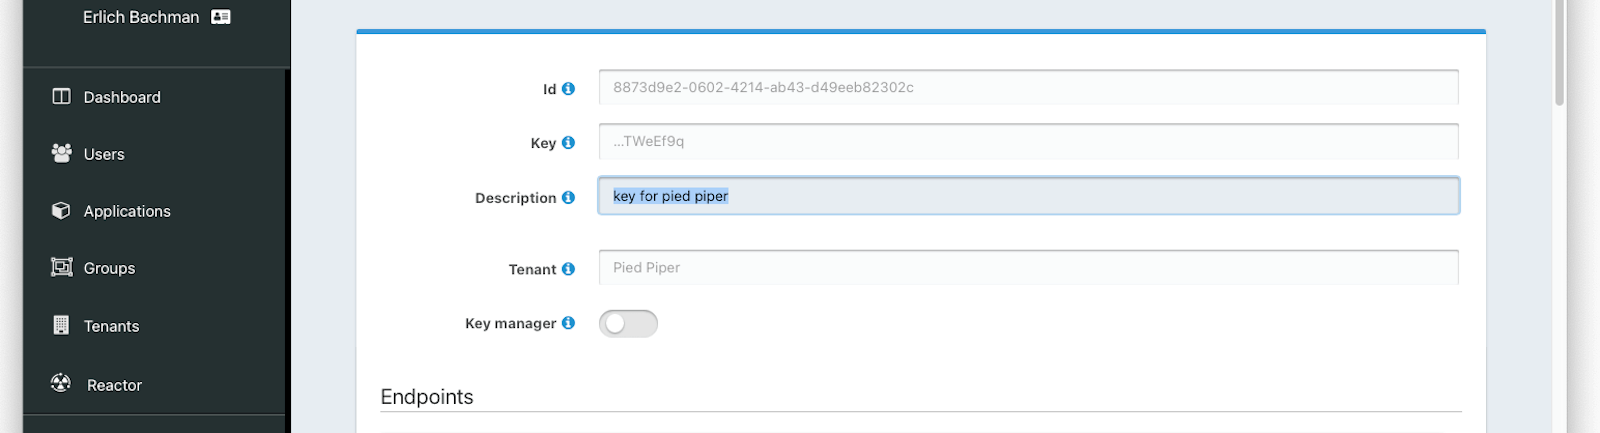 Erlich Bachman
Dashboard
Users
Applications
Groups
Tenants
Reactor
Id
8873d9e2-0602-4214-ab43-d49eeb82302c
Key
...TWeEf9q
Description
key for pied piper
Tenant
Pied Piper
Key manager
Endpoints